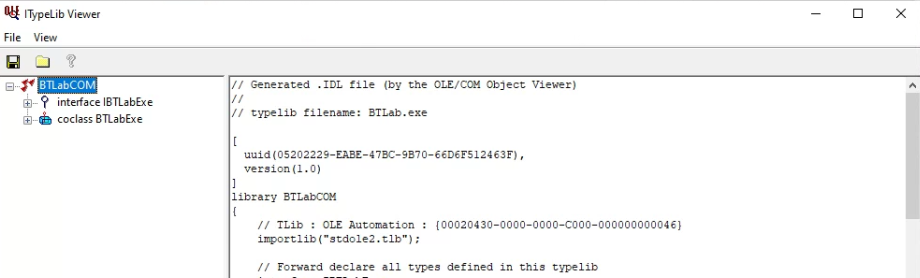 OLE
ITypeLib Viewer
File View
BTLabCOM
interface IBTLabExe
coclass BTLabExe
// Generated .IDL file (by the OLE/COM Object Viewer)
//
// typelib filename: BTLab.exe
[
uuid(05202229-EABE-47BC-9B70-66D6F512463F),
version(1.0)
]
library BTLabCOM
{
// TLib : OLE Automation : {00020430-0000-0000-C000-000000000046}
importlib("stdole2.tlb");
// Forward declare all types defined in this typelib